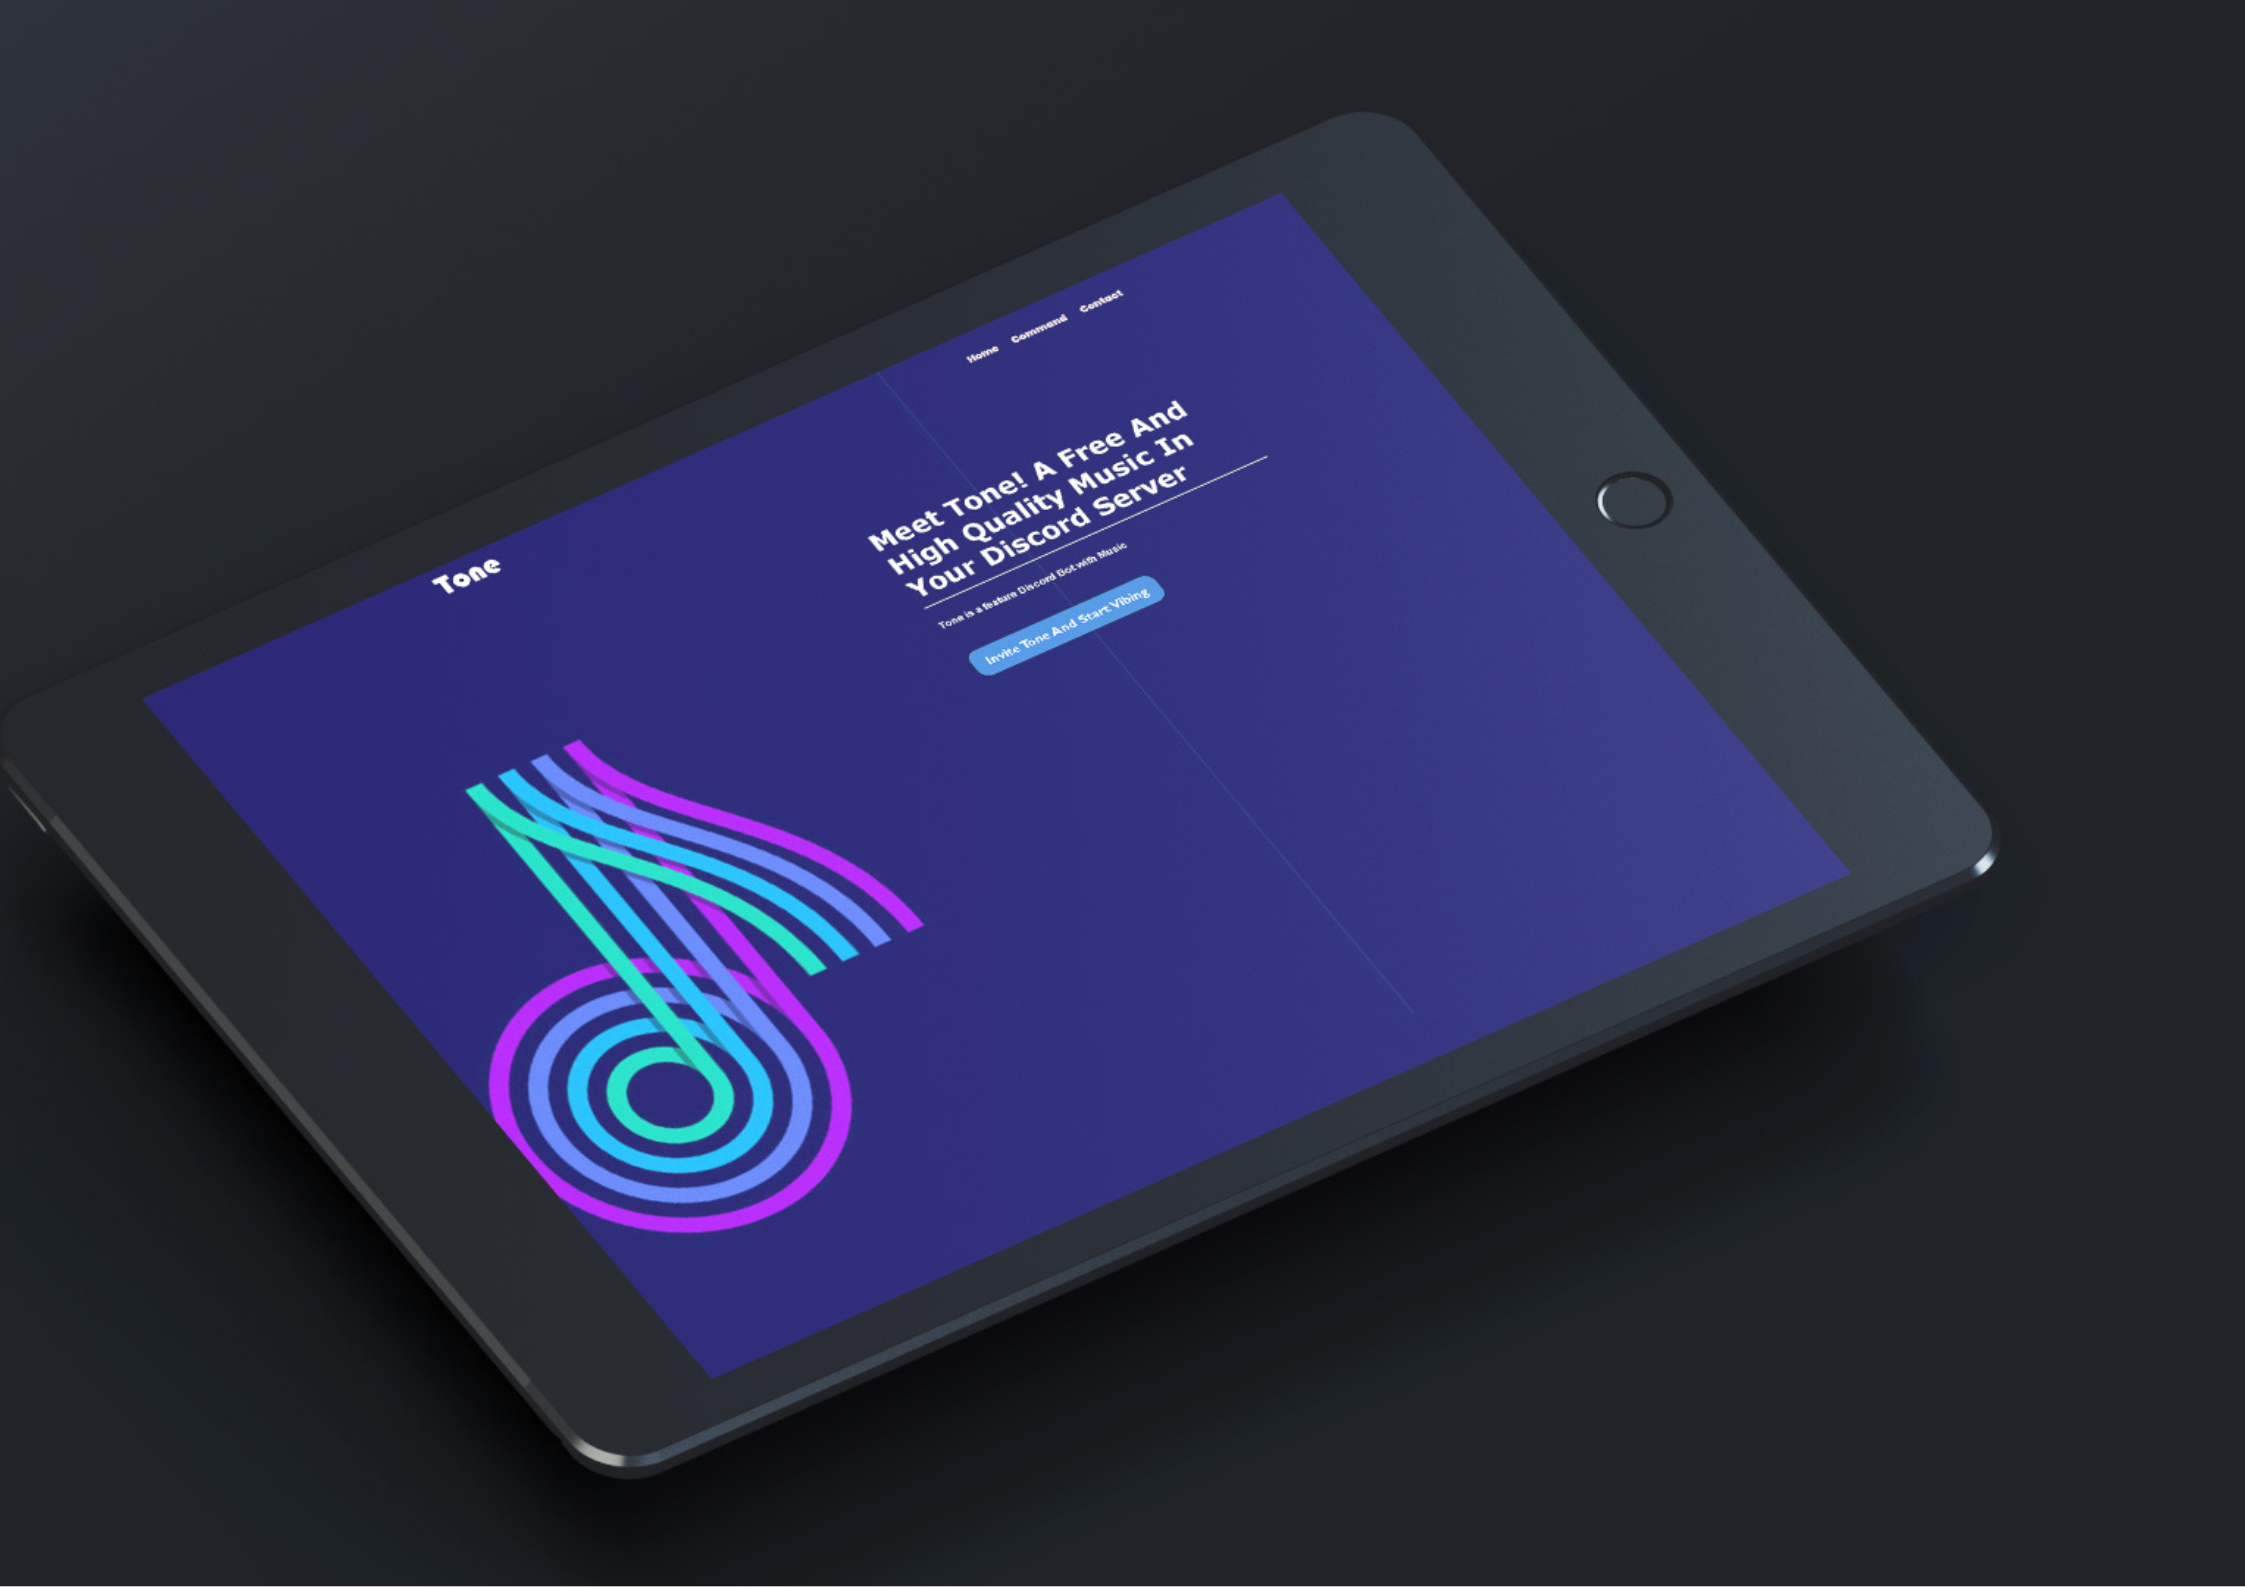 Tone
Home Command Contact
Meet Tone! A Free And
High Quality Music In
Your Discord Server
Tone is a feature Discord Bot with Music
Invite Tone And Start Vibing